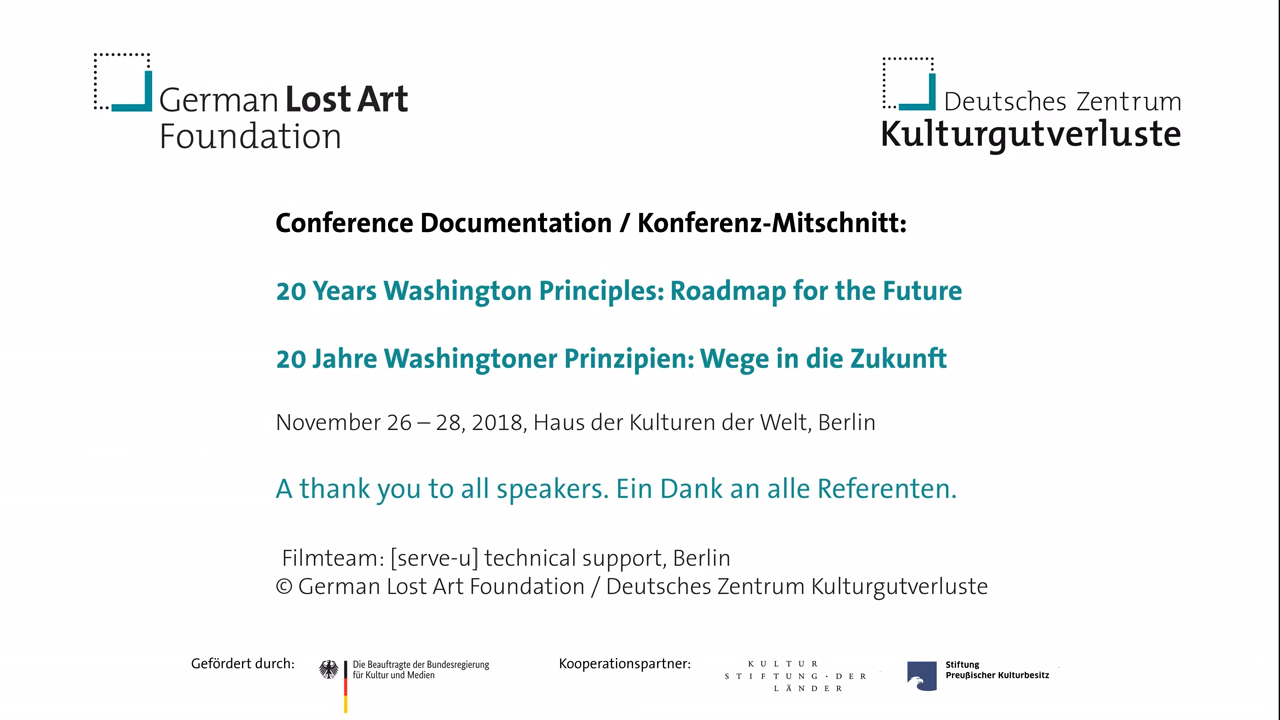 German Lost Art
Foundation
Deutsches Zentrum
Kulturgutverluste
Conference Documentation / Konferenz-Mitschnitt:
20 Years Washington Principles: Roadmap for the Future
20 Jahre Washingtoner Prinzipien: Wege in die Zukunft
November 26 – 28, 2018, Haus der Kulturen der Welt, Berlin
A thank you to all speakers. Ein Dank an alle Referenten.
Filmteam: [serve-u] technical support, Berlin
© German Lost Art Foundation / Deutsches Zentrum Kulturgutverluste
Gefördert durch:
Die Beauftragte der Bundesregierung
für Kultur und Medien
Kooperationspartner:
KULTUR
STIFTUNG · DER
LÄNDER
Stiftung
Preußischer Kulturbesitz